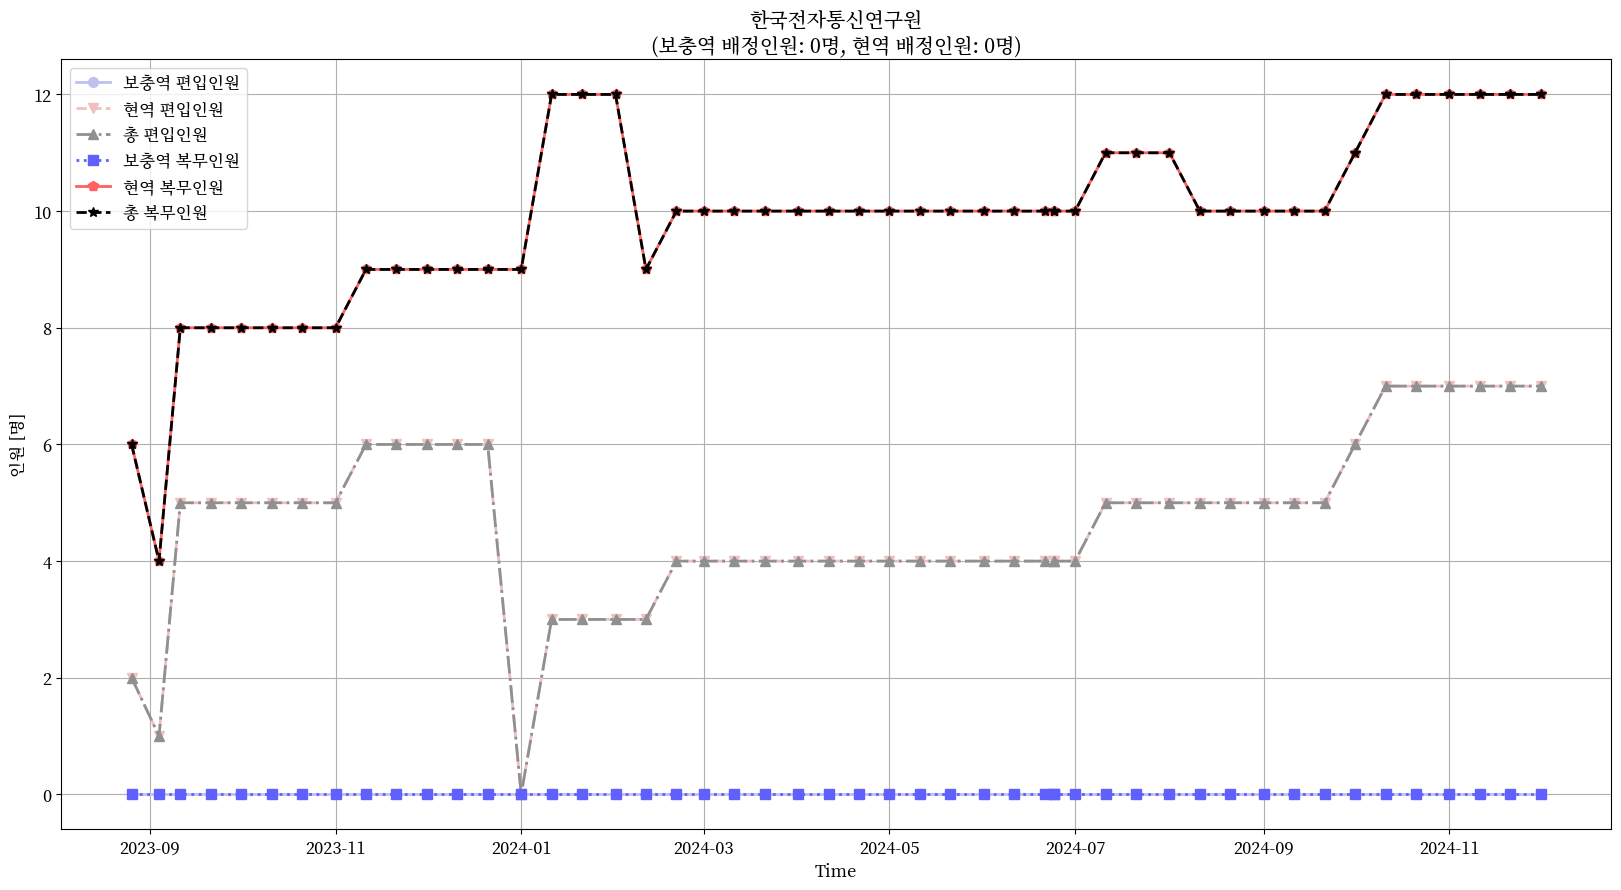 한국전자통신연구원
(보충역 배정인원: 0명, 현역 배정인원: 0명)
보충역 편입인원
현역 편입인원
총 편입인원
보충역 복무인원
현역 복무인원
총 복무인원
12
10
8
6
4
2
0
인원 [명]
2023-09
2023-11
2024-01
2024-03
2024-05
2024-07
2024-09
2024-11
Time